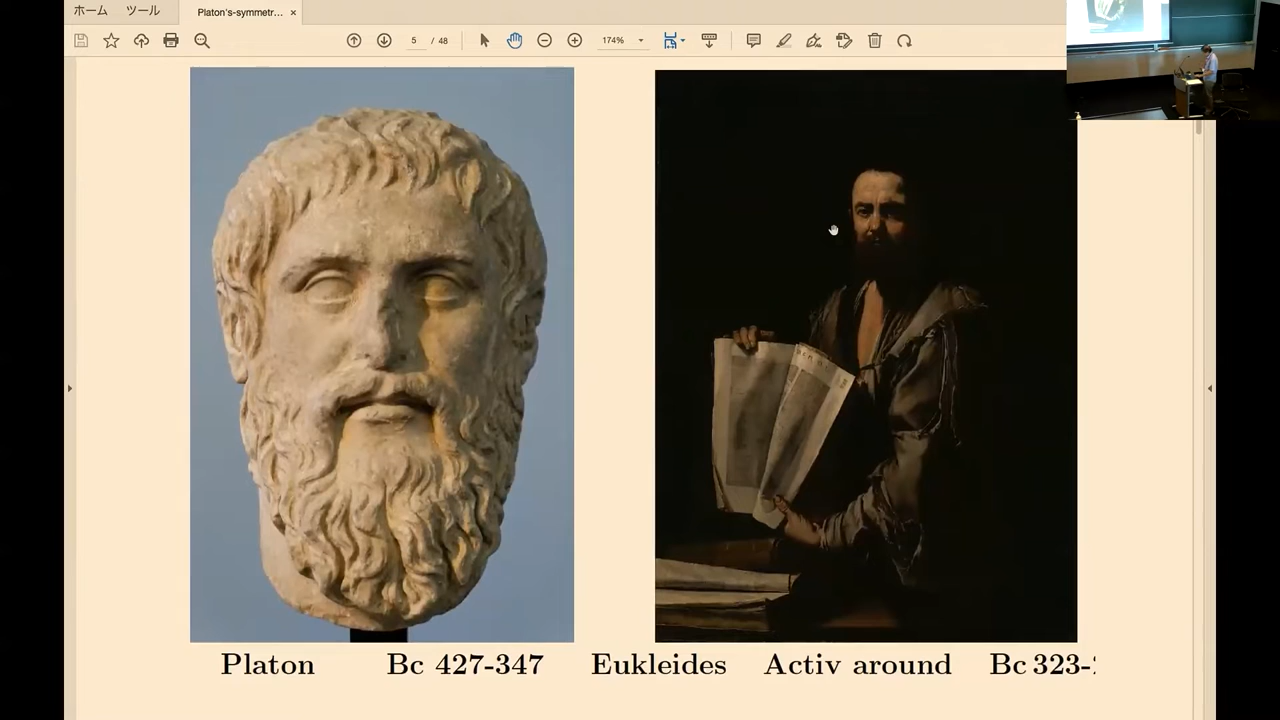 ホーム ツール Platon's-symmetr... ×
5 / 48 174%
Platon Bc 427-347 Eukleides Activ around Bc 323-